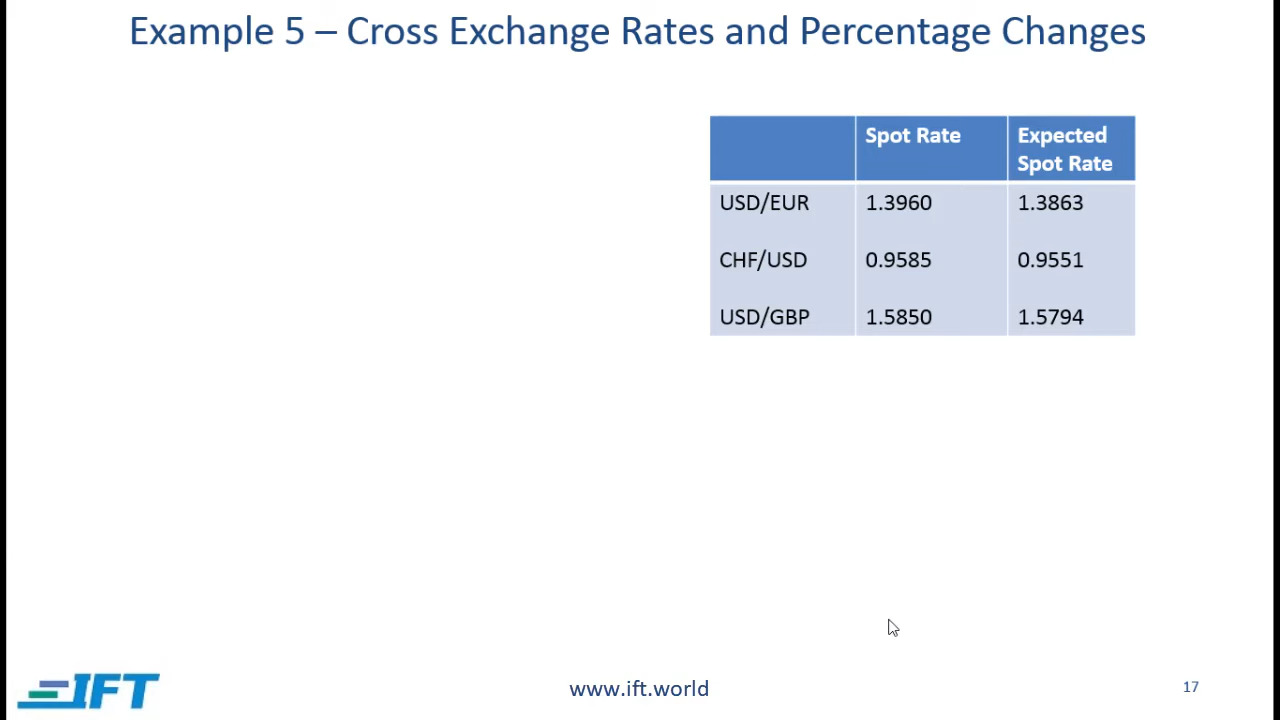 Example 5 – Cross Exchange Rates and Percentage Changes
Spot Rate Expected Spot Rate
USD/EUR 1.3960 1.3863
CHF/USD 0.9585 0.9551
USD/GBP 1.5850 1.5794
IFT
www.ift.world
17